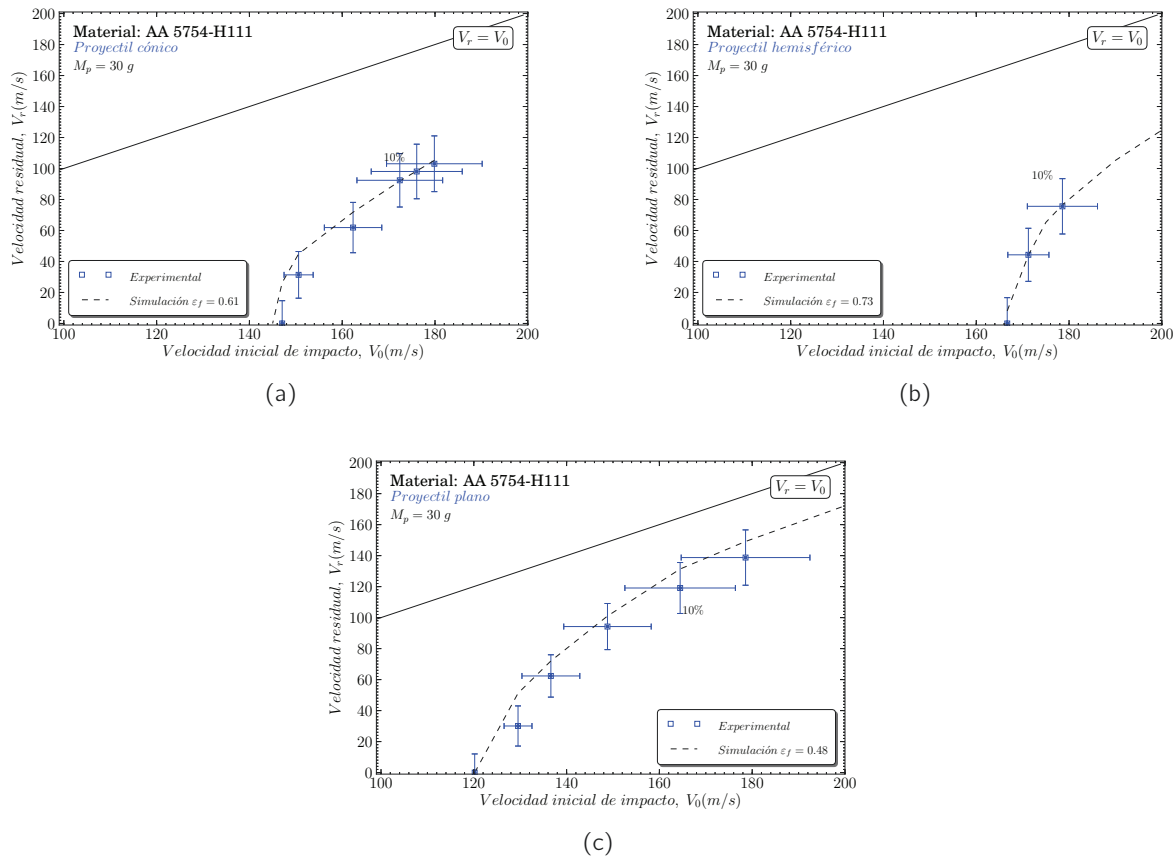 Material: AA 5754-H111
Proyectil cónico
M_p = 30 g
V_r = V_0
10%
Experimental
Simulación ε_f = 0.61
Velocidad residual, V_r(m/s)
200
180
160
140
120
100
80
60
40
20
0
100 120 140 160 180 200
Velocidad inicial de impacto, V_0(m/s)
(a)
Material: AA 5754-H111
Proyectil hemisférico
M_p = 30 g
V_r = V_0
10%
Experimental
Simulación ε_f = 0.73
Velocidad residual, V_r(m/s)
200
180
160
140
120
100
80
60
40
20
0
100 120 140 160 180 200
Velocidad inicial de impacto, V_0(m/s)
(b)
Material: AA 5754-H111
Proyectil plano
M_p = 30 g
V_r = V_0
10%
Experimental
Simulación ε_f = 0.48
Velocidad residual, V_r(m/s)
200
180
160
140
120
100
80
60
40
20
0
100 120 140 160 180 200
Velocidad inicial de impacto, V_0(m/s)
(c)